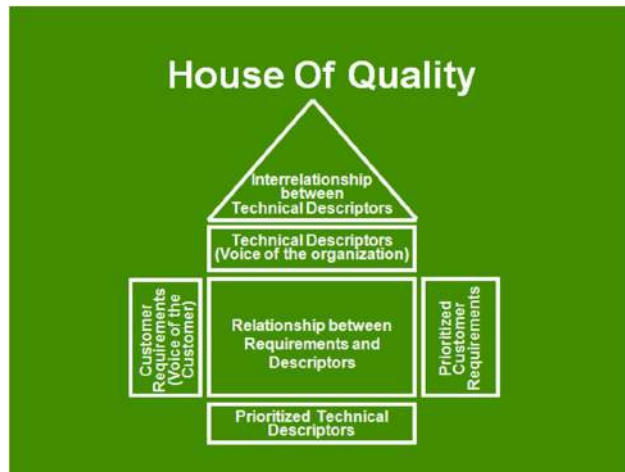 House Of Quality
Interrelationship
between
Technical Descriptors
Technical Descriptors
(Voice of the organization)
Customer
Requirements
(Voice of the
Customer)
Relationship between
Requirements and
Descriptors
Prioritized
Customer
Requirements
Prioritized Technical
Descriptors